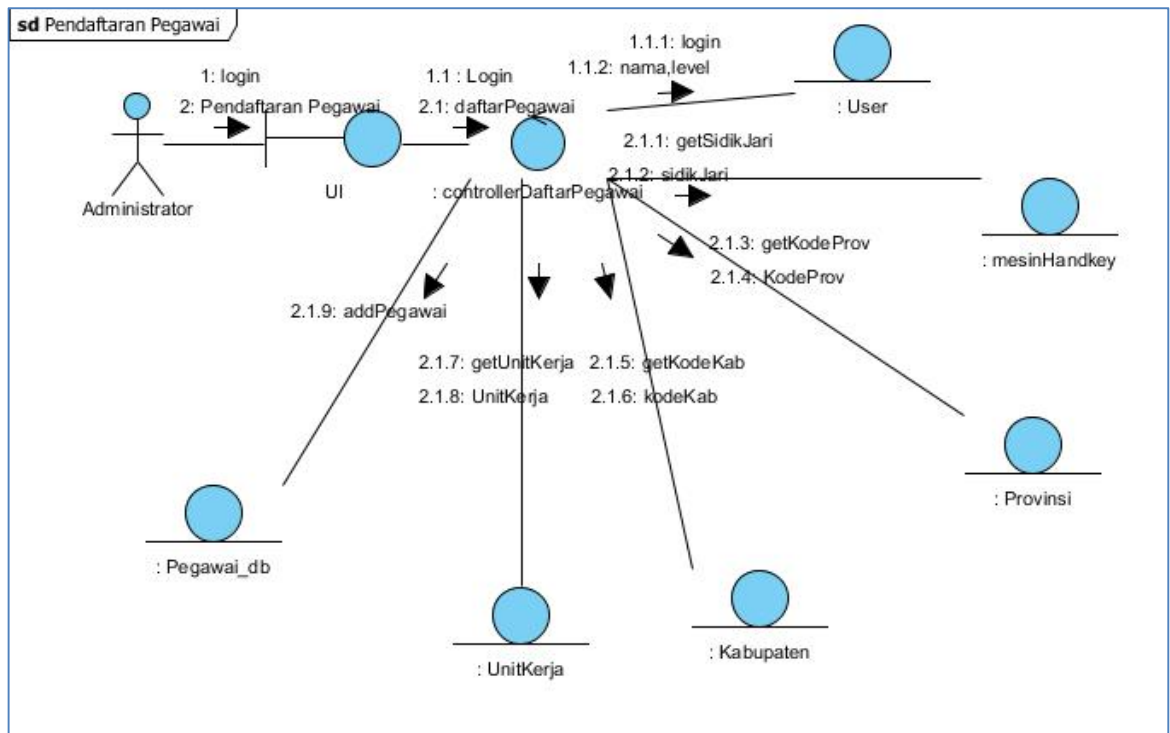 sd Pendaftaran Pegawai
1: login
2: Pendaftaran Pegawai
1.1 : Login
2.1: daftarPegawai
1.1.1: login
1.1.2: nama,level
: User
Administrator
UI
: controllerDaftarPegawai
2.1.1: getSidikJari
2.1.2: sidikJari
: mesinHandkey
2.1.3: getKodeProv
2.1.4: KodeProv
2.1.9: addPegawai
2.1.7: getUnitKerja
2.1.8: UnitKerja
2.1.5: getKodeKab
2.1.6: kodeKab
: Provinsi
: Pegawai_db
: UnitKerja
: Kabupaten